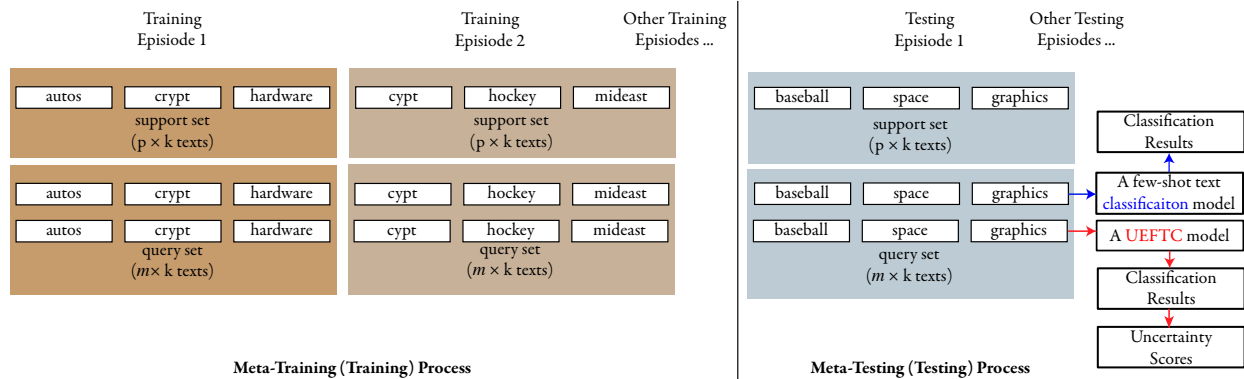 Training
Episiode 1
Training
Episiode 2
Other Training
Episiodes ...
autos crypt hardware
support set
(p × k texts)
cypt hockey mideast
support set
(p × k texts)
autos crypt hardware
autos crypt hardware
query set
(m× k texts)
cypt hockey mideast
cypt hockey mideast
query set
(m × k texts)
Meta-Training (Training) Process
Testing
Episiode 1
Other Testing
Episiodes ...
baseball space graphics
support set
(p × k texts)
baseball space graphics
baseball space graphics
query set
(m × k texts)
Classification
Results
A few-shot text
classificaiton model
A UEFTC model
Classification
Results
Uncertainty
Scores
Meta-Testing (Testing) Process